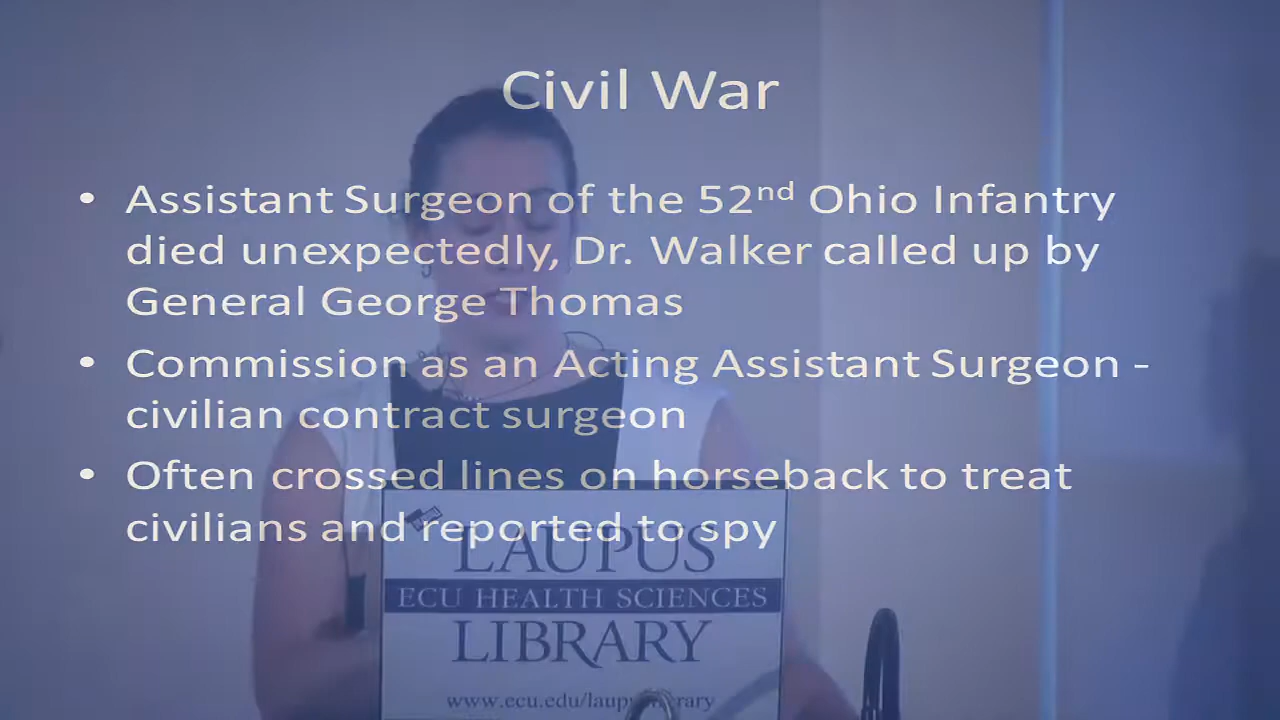 Civil War
• Assistant Surgeon of the 52nd Ohio Infantry
died unexpectedly, Dr. Walker called up by
General George Thomas
• Commission as an Acting Assistant Surgeon -
civilian contract surgeon
• Often crossed lines on horseback to treat
civilians and reported to spy
LAUPUS
ECU HEALTH SCIENCES
LIBRARY